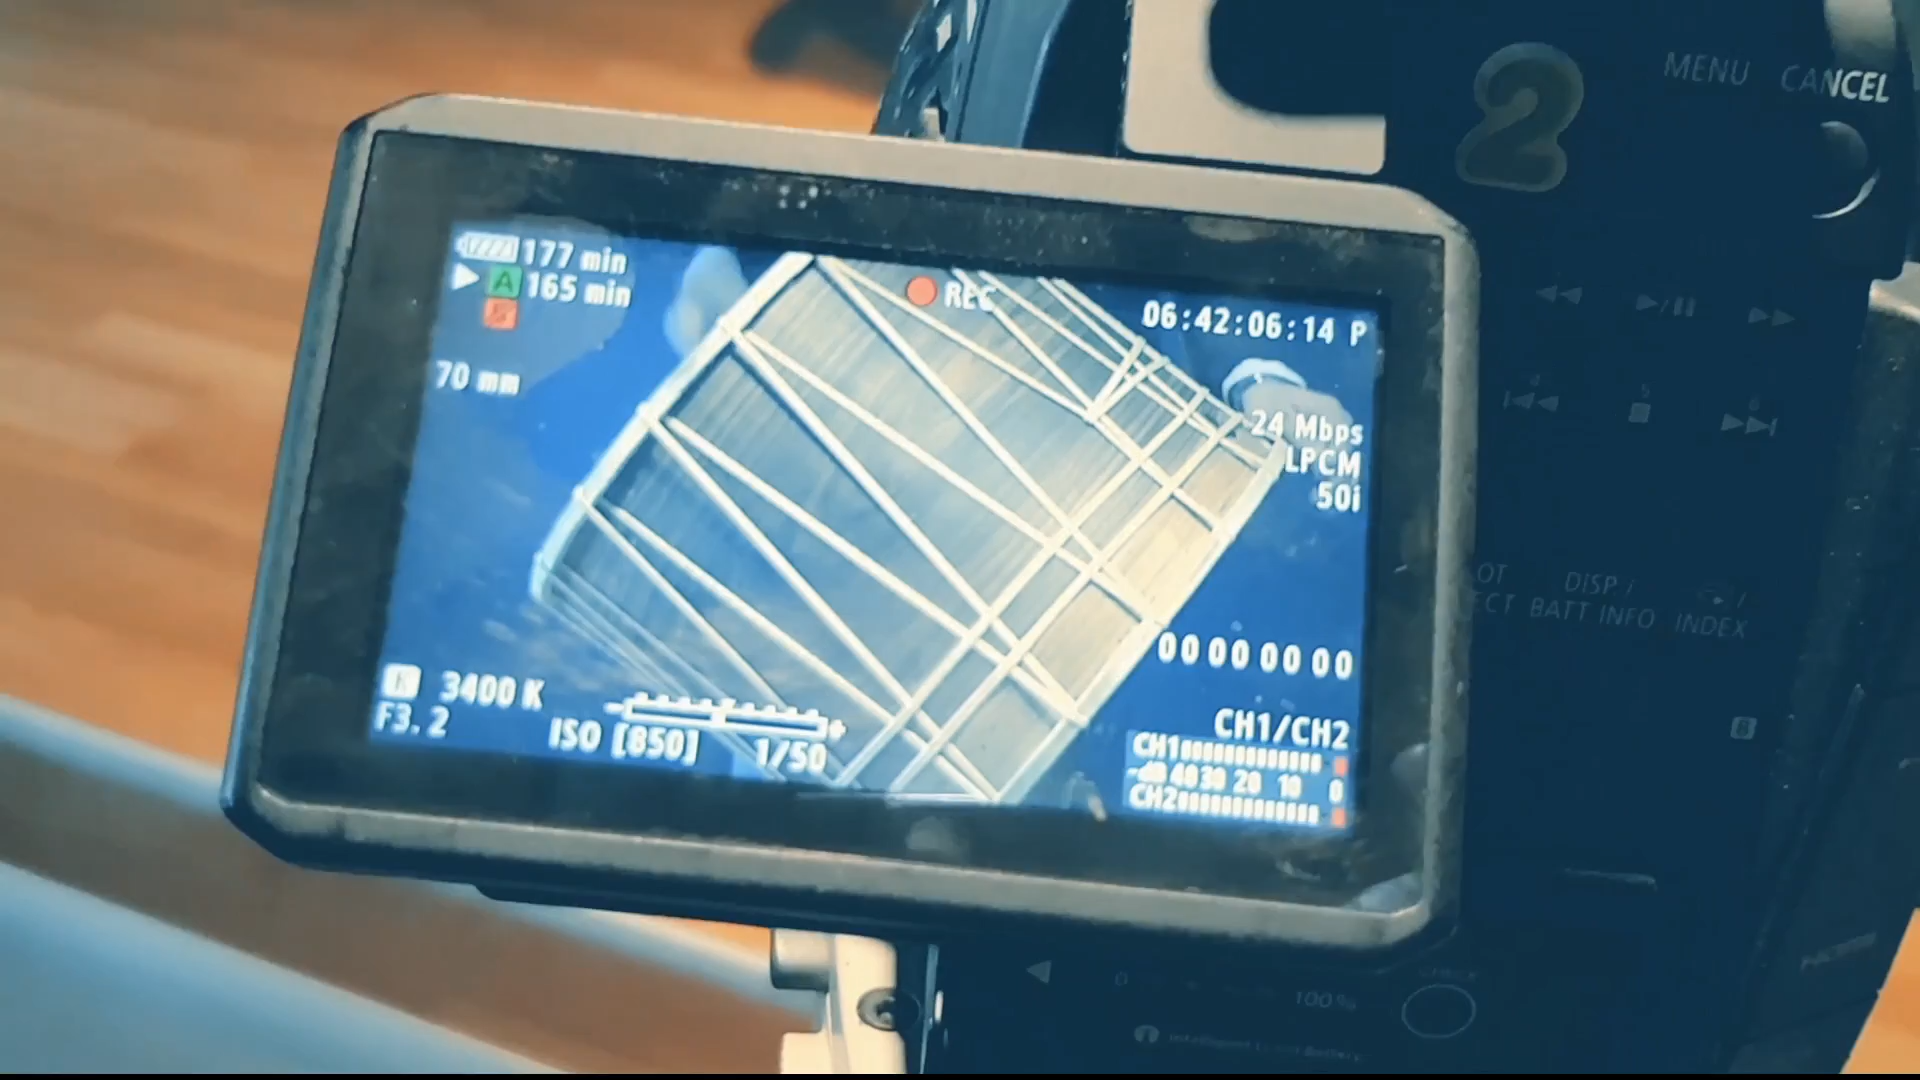 2
MENU CANCEL
177 min
A 165 min
REC
06:42:06:14 P
70 mm
24 Mbps
LPCM
50i
00 00 00 00
K 3400 K
F3.2
ISO [850]
1/50
CH1/CH2
CH1
-dB 40 30 20 10 0
CH2
DISP./
BATT INFO
INDEX
100%